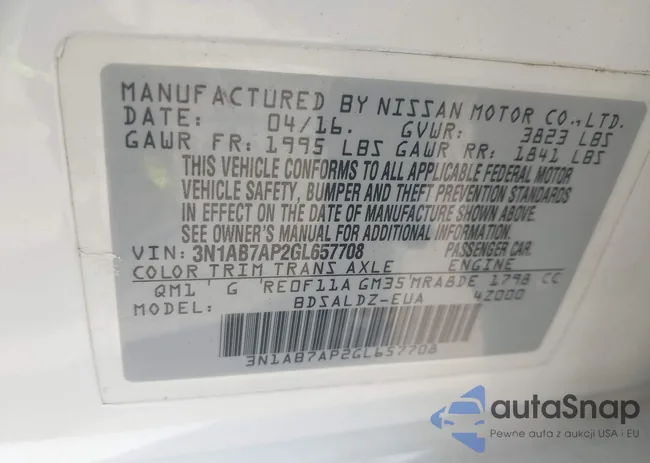 MANUFACTURED BY NISSAN MOTOR CO.,LTD.
DATE: 04/16. GVWR: 3823 LBS
GAWR FR: 1995 LBS GAWR RR: 1841 LBS
THIS VEHICLE CONFORMS TO ALL APPLICABLE FEDERAL MOTOR
VEHICLE SAFETY, BUMPER AND THEFT PREVENTION STANDARDS
IN EFFECT ON THE DATE OF MANUFACTURE SHOWN ABOVE.
SEE OWNER'S MANUAL FOR ADDITIONAL INFORMATION.
VIN: 3N1AB7AP2GL657708 PASSENGER CAR.
COLOR TRIM TRANS AXLE ENGINE
QM1 G RE0F11A GM35 MRA8DE 1798 CC
BDSALDZ-EUA 4Z000
3N1AB7AP2GL657708
autaSnap
Pewne auta z aukcji USA i EU